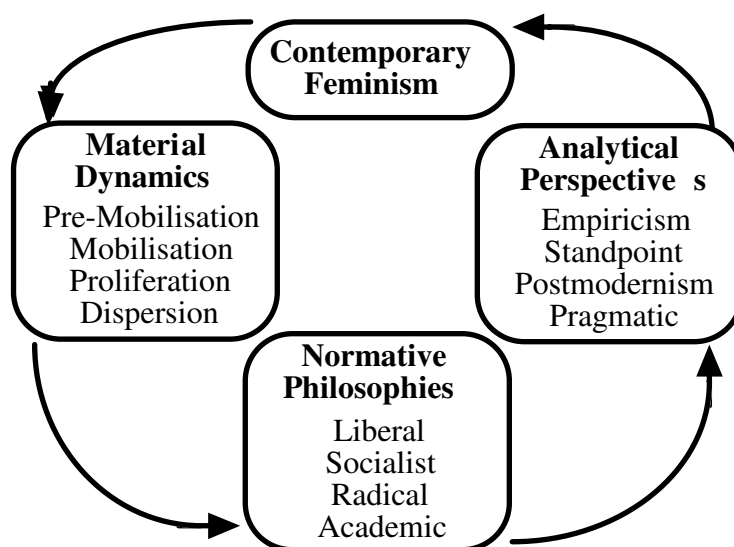 Contemporary
Feminism
Material
Dynamics
Pre-Mobilisation
Mobilisation
Proliferation
Dispersion
Normative
Philosophies
Liberal
Socialist
Radical
Academic
Analytical
Perspective s
Empiricism
Standpoint
Postmodernism
Pragmatic